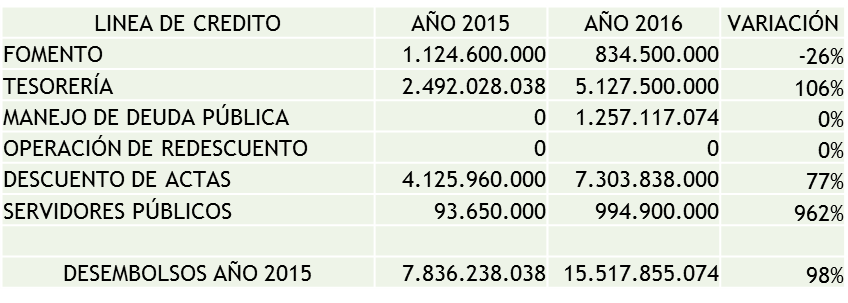 LINEA DE CREDITO AÑO 2015 AÑO 2016 VARIACIÓN
FOMENTO 1.124.600.000 834.500.000 -26%
TESORERÍA 2.492.028.038 5.127.500.000 106%
MANEJO DE DEUDA PÚBLICA 0 1.257.117.074 0%
OPERACIÓN DE REDESCUENTO 0 0 0%
DESCUENTO DE ACTAS 4.125.960.000 7.303.838.000 77%
SERVIDORES PÚBLICOS 93.650.000 994.900.000 962%
DESEMBOLSOS AÑO 2015 7.836.238.038 15.517.855.074 98%